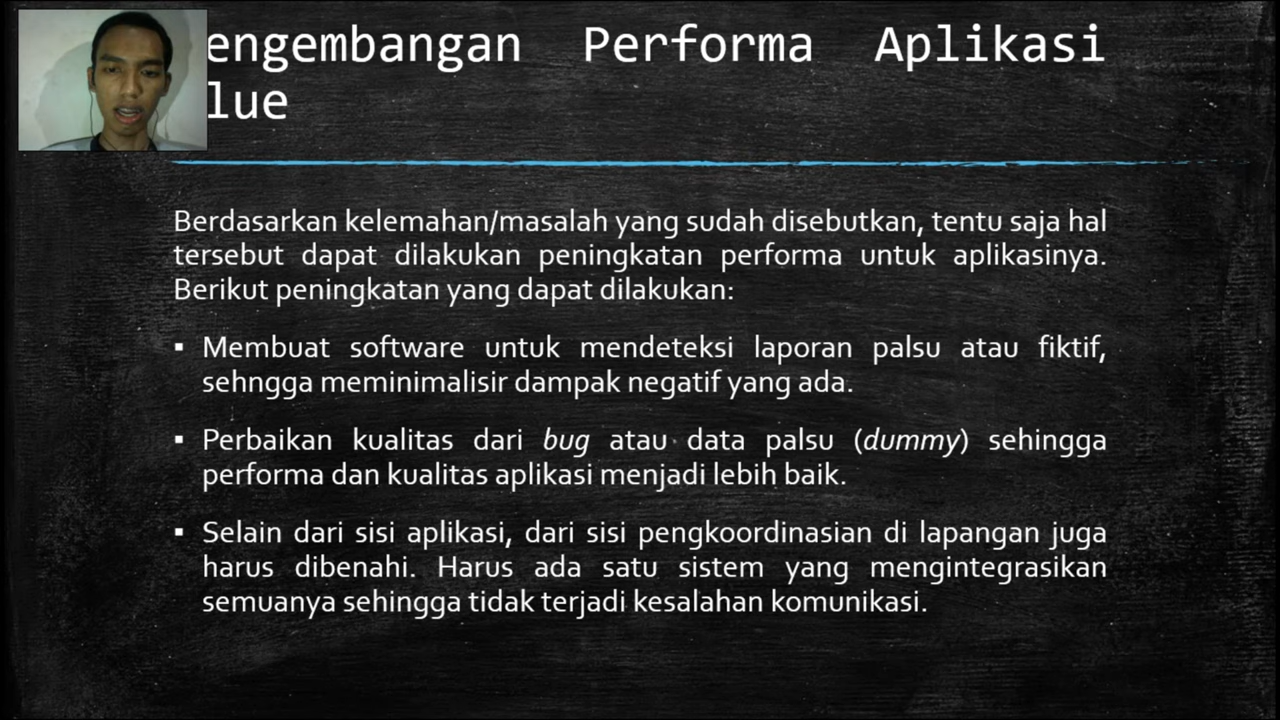 engembangan Performa Aplikasi
lue
Berdasarkan kelemahan/masalah yang sudah disebutkan, tentu saja hal
tersebut dapat dilakukan peningkatan performa untuk aplikasinya.
Berikut peningkatan yang dapat dilakukan:
▪ Membuat software untuk mendeteksi laporan palsu atau fiktif,
sehngga meminimalisir dampak negatif yang ada.
▪ Perbaikan kualitas dari bug atau data palsu (dummy) sehingga
performa dan kualitas aplikasi menjadi lebih baik.
▪ Selain dari sisi aplikasi, dari sisi pengkoordinasian di lapangan juga
harus dibenahi. Harus ada satu sistem yang mengintegrasikan
semuanya sehingga tidak terjadi kesalahan komunikasi.